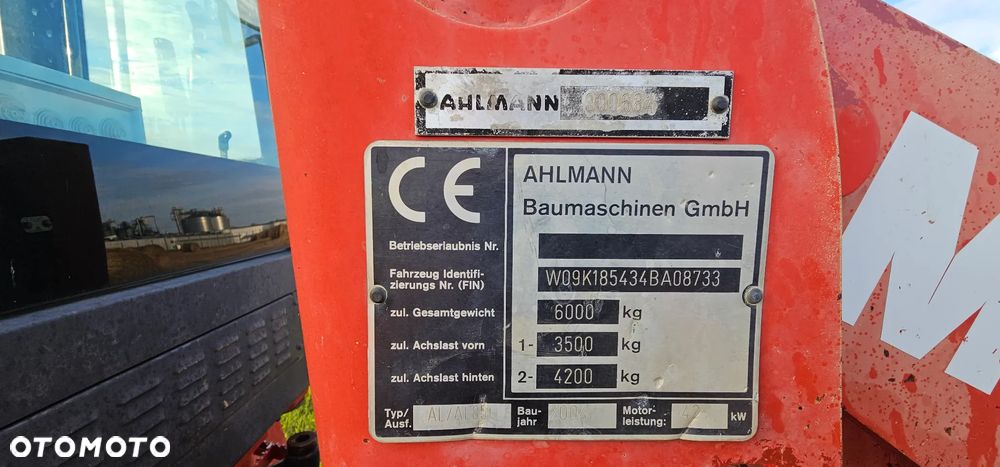 AHLMANN
CE
AHLMANN
Baumaschinen GmbH
Betriebserlaubnis Nr.
Fahrzeug Identifi-
zierungs Nr. (FIN) W09K185434BA08733
zul. Gesamtgewicht 6000 kg
zul. Achslast vorn 1- 3500 kg
zul. Achslast hinten 2- 4200 kg
Typ/
Ausf.
Bau-
jahr
Motor-
leistung: kW
OTOMOTO